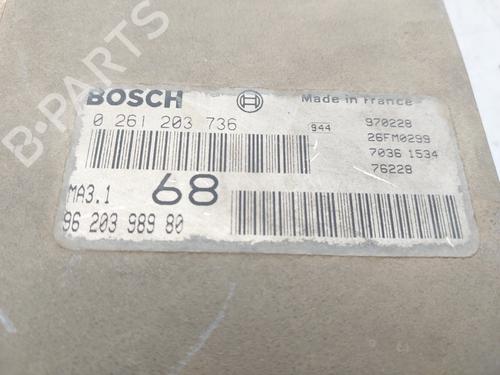 BOSCH Made in France
0 261 203 736 944 970228
26FM0299
7036 1534
76228
MA3.1 68
96 203 989 80
B-PARTS